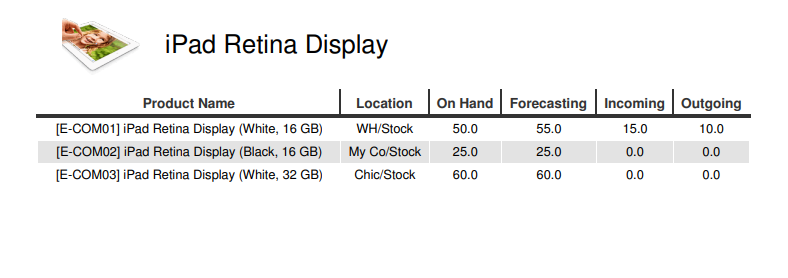 iPad Retina Display
Product Name Location On Hand Forecasting Incoming Outgoing
[E-COM01] iPad Retina Display (White, 16 GB) WH/Stock 50.0 55.0 15.0 10.0
[E-COM02] iPad Retina Display (Black, 16 GB) My Co/Stock 25.0 25.0 0.0 0.0
[E-COM03] iPad Retina Display (White, 32 GB) Chic/Stock 60.0 60.0 0.0 0.0